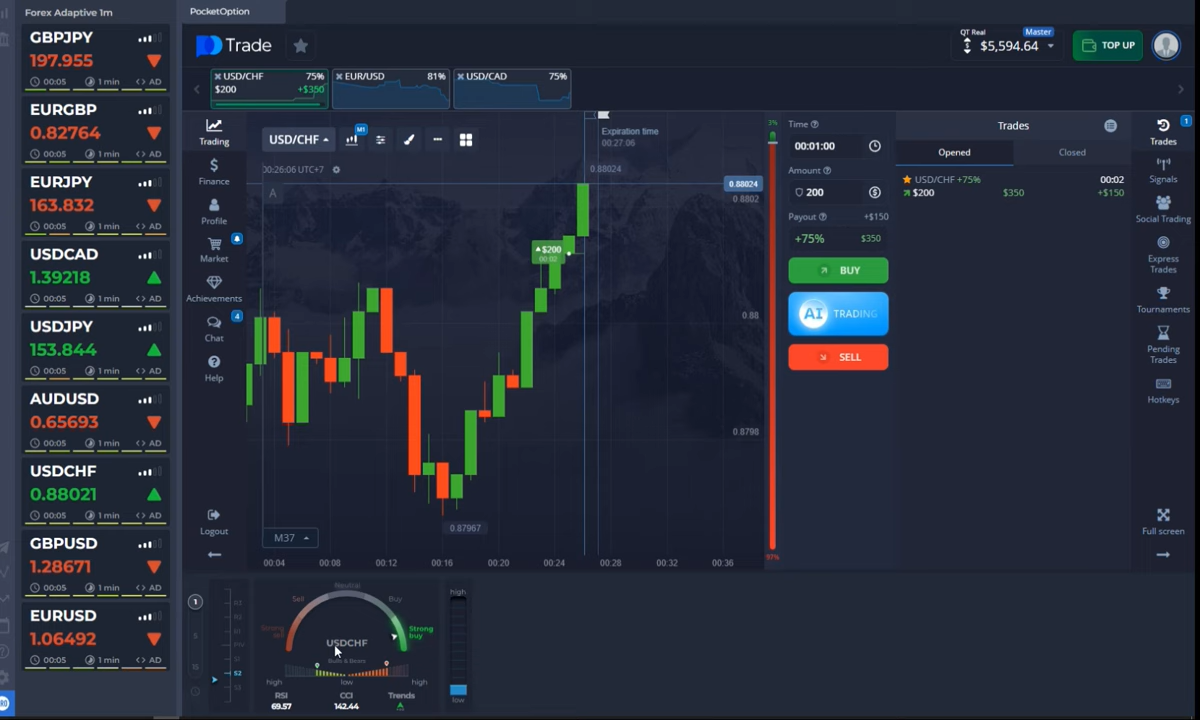 Forex Adaptive 1m
GBPJPY
197.955
00:05 1 min <> AD
EURGBP
0.82764
00:05 1 min <> AD
EURJPY
163.832
00:05 1 min <> AD
USDCAD
1.39218
00:05 1 min <> AD
USDJPY
153.844
00:05 1 min <> AD
AUDUSD
0.65693
00:05 1 min <> AD
USDCHF
0.88021
00:05 1 min <> AD
GBPUSD
1.28671
00:05 1 min <> AD
EURUSD
1.06492
00:05 1 min <> AD
PocketOption
Trade
QT Real
Master
$5,594.64
TOP UP
USD/CHF 75%
$200 +$350
EUR/USD 81%
USD/CAD 75%
Trading
Finance
Profile
Market
Achievements
4
Chat
Help
Logout
USD/CHF
M1
00:26:06 UTC+7
A
Expiration time
00:27:06
0.88024
0.88024
0.8802
$200
00:02
0.88
0.8798
0.87967
M37
00:04 00:08 00:12 00:16 00:20 00:24 00:28 00:32 00:36
3%
97%
Time
00:01:00
Amount
200
Payout +$150
+75% $350
BUY
AI TRADING
SELL
Trades
Opened Closed
USD/CHF +75% 00:02
$200 $350 +$150
1
Trades
Signals
Social Trading
Express
Trades
Tournaments
Pending
Trades
Hotkeys
Full screen
1
5
15
R3
R2
S1
S2
S3
Neutral
Sell Buy
Strong
sell
Strong
buy
USDCHF
Bulls & Bears
high low high
RSI CCI Trends
69.57 142.44
high
low